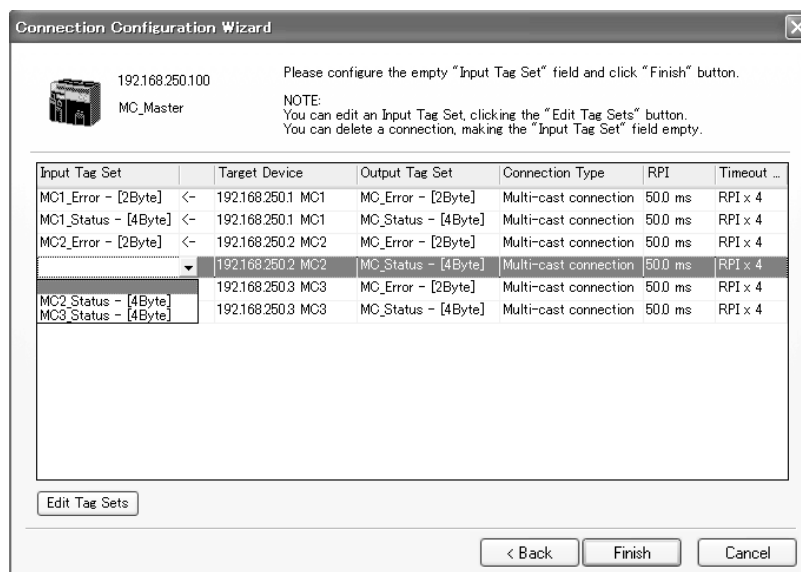 Connection Configuration Wizard
192.168.250.100
MC_Master
Please configure the empty "Input Tag Set" field and click "Finish" button.
NOTE:
You can edit an Input Tag Set, clicking the "Edit Tag Sets" button.
You can delete a connection, making the "Input Tag Set" field empty.
Input Tag Set Target Device Output Tag Set Connection Type RPI Timeout ...
MC1_Error - [2Byte] <- 192.168.250.1 MC1 MC_Error - [2Byte] Multi-cast connection 50.0 ms RPI x 4
MC1_Status - [4Byte] <- 192.168.250.1 MC1 MC_Status - [4Byte] Multi-cast connection 50.0 ms RPI x 4
MC2_Error - [2Byte] <- 192.168.250.2 MC2 MC_Error - [2Byte] Multi-cast connection 50.0 ms RPI x 4
192.168.250.2 MC2 MC_Status - [4Byte] Multi-cast connection 50.0 ms RPI x 4
192.168.250.3 MC3 MC_Error - [2Byte] Multi-cast connection 50.0 ms RPI x 4
MC2_Status - [4Byte]
MC3_Status - [4Byte]
192.168.250.3 MC3 MC_Status - [4Byte] Multi-cast connection 50.0 ms RPI x 4
Edit Tag Sets
< Back Finish Cancel